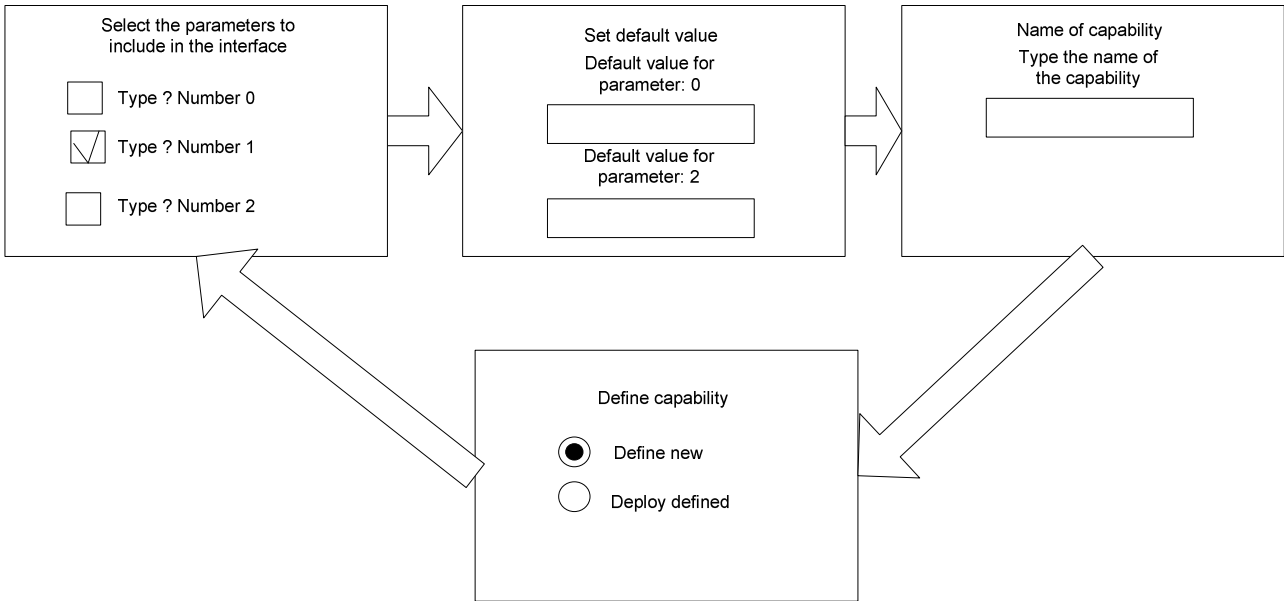 Select the parameters to
include in the interface
Type ? Number 0
Type ? Number 1
Type ? Number 2
Set default value
Default value for
parameter: 0
Default value for
parameter: 2
Name of capability
Type the name of
the capability
Define capability
Define new
Deploy defined